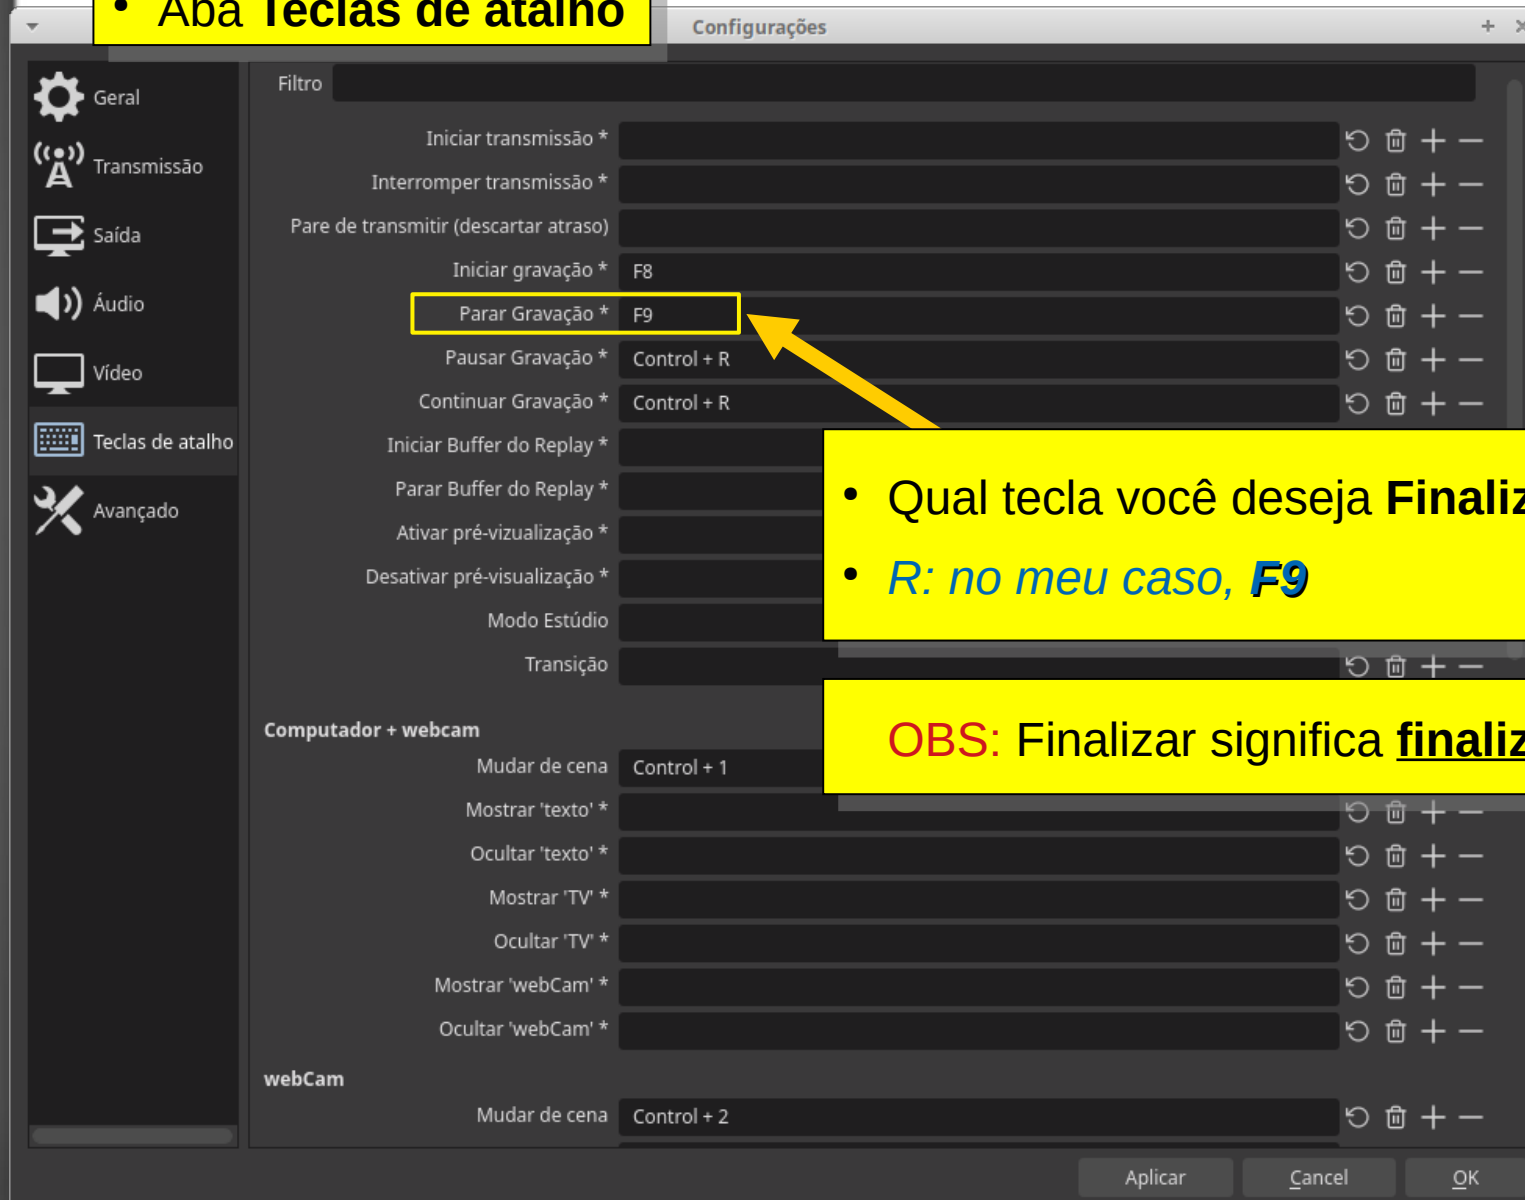 • Aba Teclas de atalho
Configurações
Geral
Transmissão
Saída
Áudio
Vídeo
Teclas de atalho
Avançado
Filtro
Iniciar transmissão *
Interromper transmissão *
Pare de transmitir (descartar atraso)
Iniciar gravação * F8
Parar Gravação * F9
Pausar Gravação * Control + R
Continuar Gravação * Control + R
Iniciar Buffer do Replay *
Parar Buffer do Replay *
Ativar pré-vizualização *
Desativar pré-visualização *
Modo Estúdio
Transição
• Qual tecla você deseja Finaliz
• R: no meu caso, F9
OBS: Finalizar significa finaliz
Computador + webcam
Mudar de cena Control + 1
Mostrar 'texto' *
Ocultar 'texto' *
Mostrar 'TV' *
Ocultar 'TV' *
Mostrar 'webCam' *
Ocultar 'webCam' *
webCam
Mudar de cena Control + 2
Aplicar Cancel OK